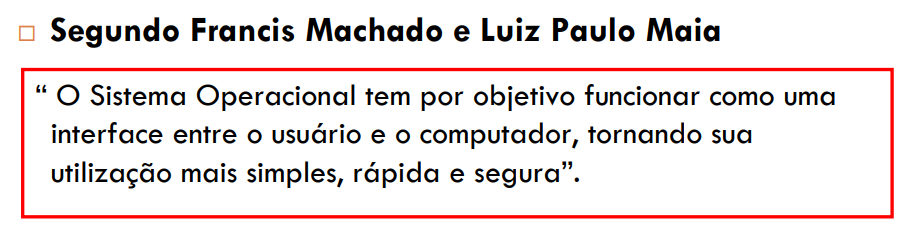 Segundo Francis Machado e Luiz Paulo Maia
“ O Sistema Operacional tem por objetivo funcionar como uma
interface entre o usuário e o computador, tornando sua
utilização mais simples, rápida e segura”.